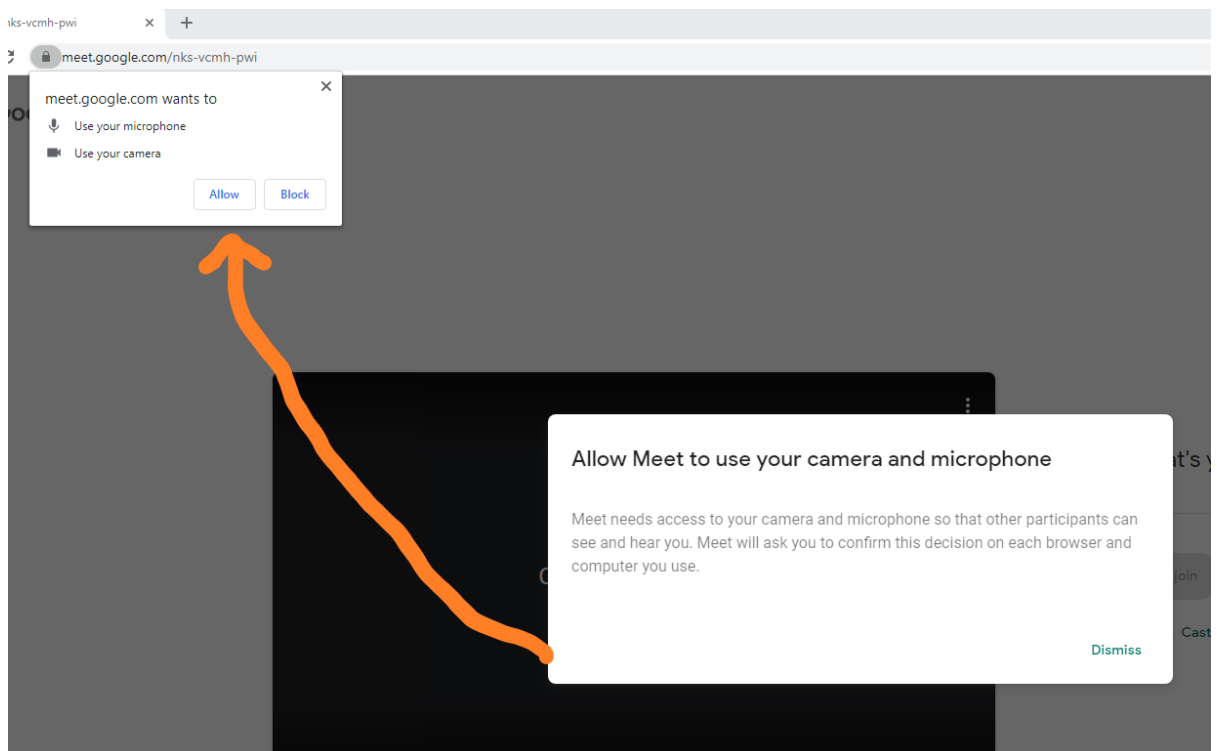 meet.google.com/nks-vcmh-pwi
meet.google.com wants to
Use your microphone
Use your camera
Allow
Block
Allow Meet to use your camera and microphone
Meet needs access to your camera and microphone so that other participants can
see and hear you. Meet will ask you to confirm this decision on each browser and
computer you use.
Join
Cast
Dismiss